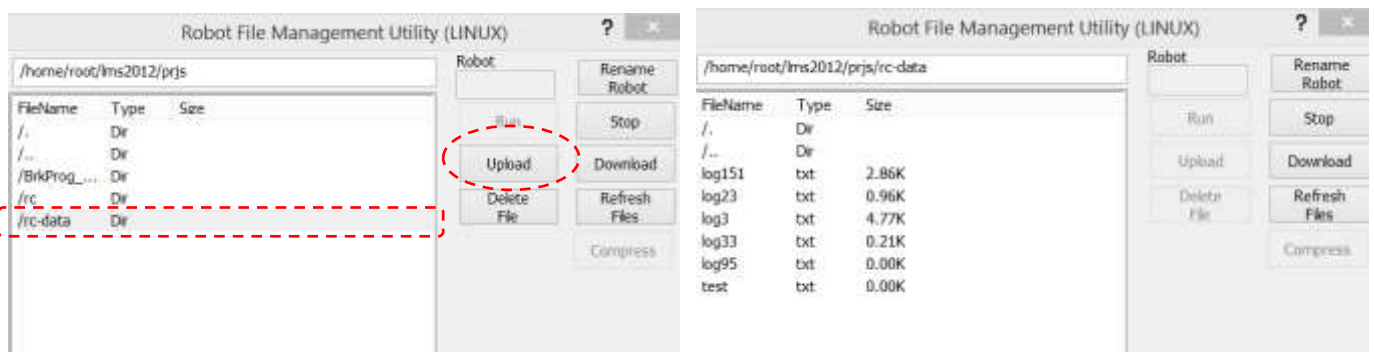 Robot File Management Utility (LINUX)
?
/home/root/lms2012/prjs
Robot
Rename Robot
FileName Type Size
/. Dir
/.. Dir
/BrkProg_... Dir
/rc Dir
/rc-data Dir
Run
Stop
Upload
Download
Delete File
Refresh Files
Compress
Robot File Management Utility (LINUX)
?
/home/root/lms2012/prjs/rc-data
Robot
Rename Robot
FileName Type Size
/. Dir
/.. Dir
log151 txt 2.86K
log23 txt 0.96K
log3 txt 4.77K
log33 txt 0.21K
log95 txt 0.00K
test txt 0.00K
Run
Stop
Upload
Download
Delete File
Refresh Files
Compress